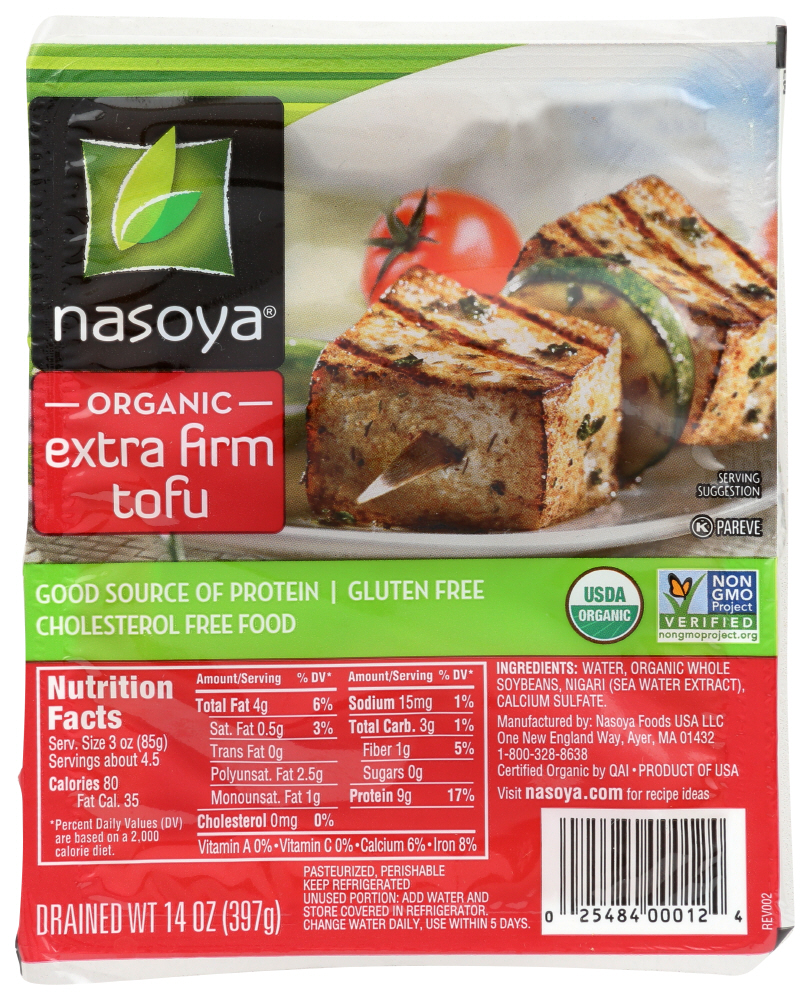 nasoya®
ORGANIC
extra firm
tofu
SERVING
SUGGESTION
K PAREVE
GOOD SOURCE OF PROTEIN | GLUTEN FREE
CHOLESTEROL FREE FOOD
USDA
ORGANIC
NON
GMO
Project
VERIFIED
nongmoproject.org
Nutrition
Facts
Serv. Size 3 oz (85g)
Servings about 4.5
Calories 80
Fat Cal. 35
*Percent Daily Values (DV)
are based on a 2,000
calorie diet.
Amount/Serving % DV*
Total Fat 4g 6%
Sat. Fat 0.5g 3%
Trans Fat 0g
Polyunsat. Fat 2.5g
Monounsat. Fat 1g
Cholesterol 0mg 0%
Amount/Serving % DV*
Sodium 15mg 1%
Total Carb. 3g 1%
Fiber 1g 5%
Sugars 0g
Protein 9g 17%
Vitamin A 0% • Vitamin C 0% • Calcium 6% • Iron 8%
INGREDIENTS: WATER, ORGANIC WHOLE
SOYBEANS, NIGARI (SEA WATER EXTRACT),
CALCIUM SULFATE.
Manufactured by: Nasoya Foods USA LLC
One New England Way, Ayer, MA 01432
1-800-328-8638
Certified Organic by QAI • PRODUCT OF USA
Visit nasoya.com for recipe ideas
DRAINED WT 14 OZ (397g)
PASTEURIZED, PERISHABLE
KEEP REFRIGERATED
UNUSED PORTION: ADD WATER AND
STORE COVERED IN REFRIGERATOR.
CHANGE WATER DAILY, USE WITHIN 5 DAYS.
0 25484 00012 4
REV002